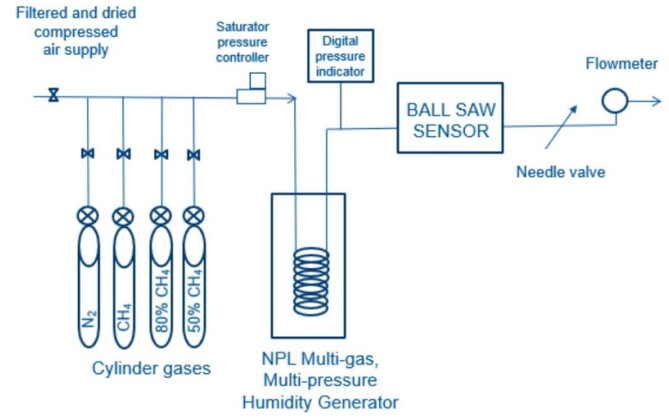 Filtered and dried
compressed
air supply
Saturator
pressure
controller
Digital
pressure
indicator
Flowmeter
BALL SAW
SENSOR
Needle valve
N₂
CH₄
80% CH₄
50% CH₄
Cylinder gases
NPL Multi-gas,
Multi-pressure
Humidity Generator